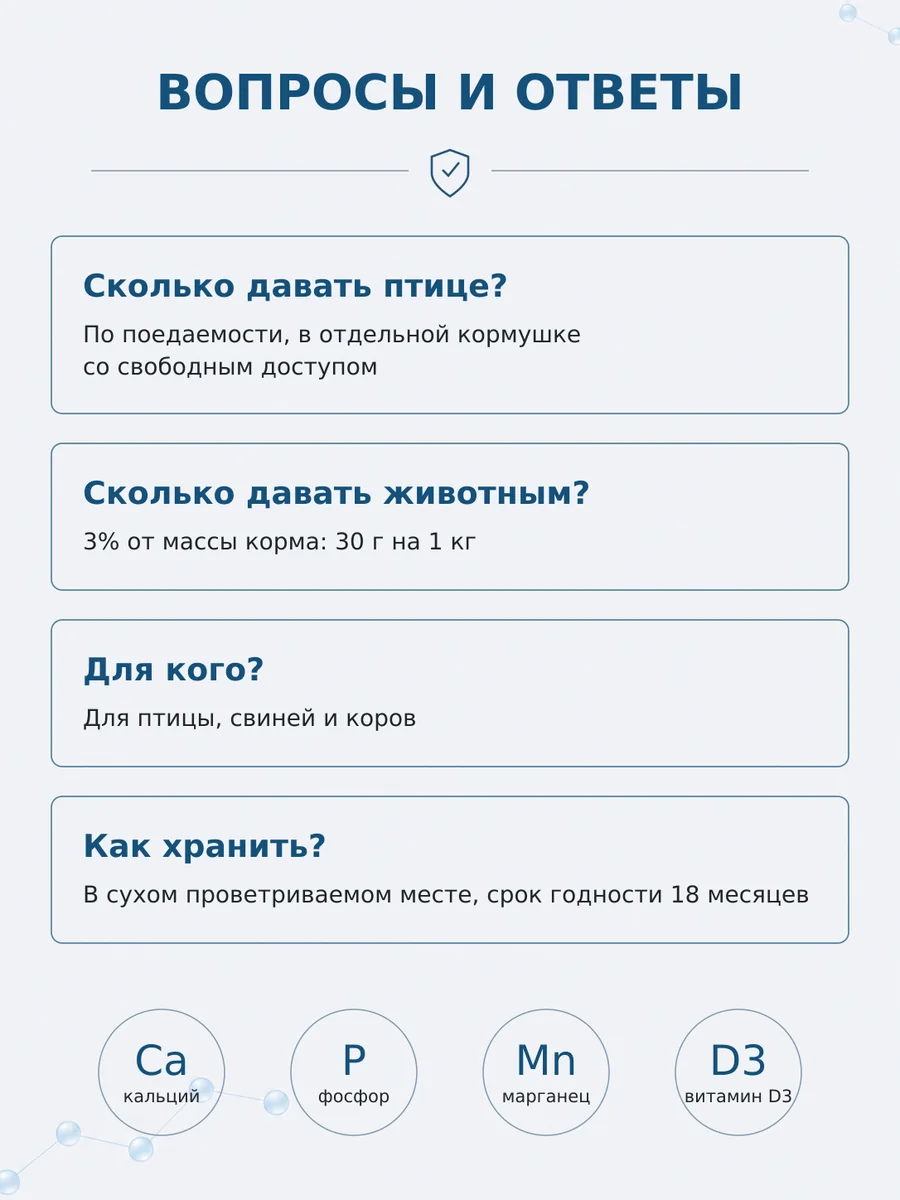 ВОПРОСЫ И ОТВЕТЫ
Сколько давать птице?
По поедаемости, в отдельной кормушке
со свободным доступом
Сколько давать животным?
3% от массы корма: 30 г на 1 кг
Для кого?
Для птицы, свиней и коров
Как хранить?
В сухом проветриваемом месте, срок годности 18 месяцев
Ca
кальций
P
фосфор
Mn
марганец
D3
витамин D3